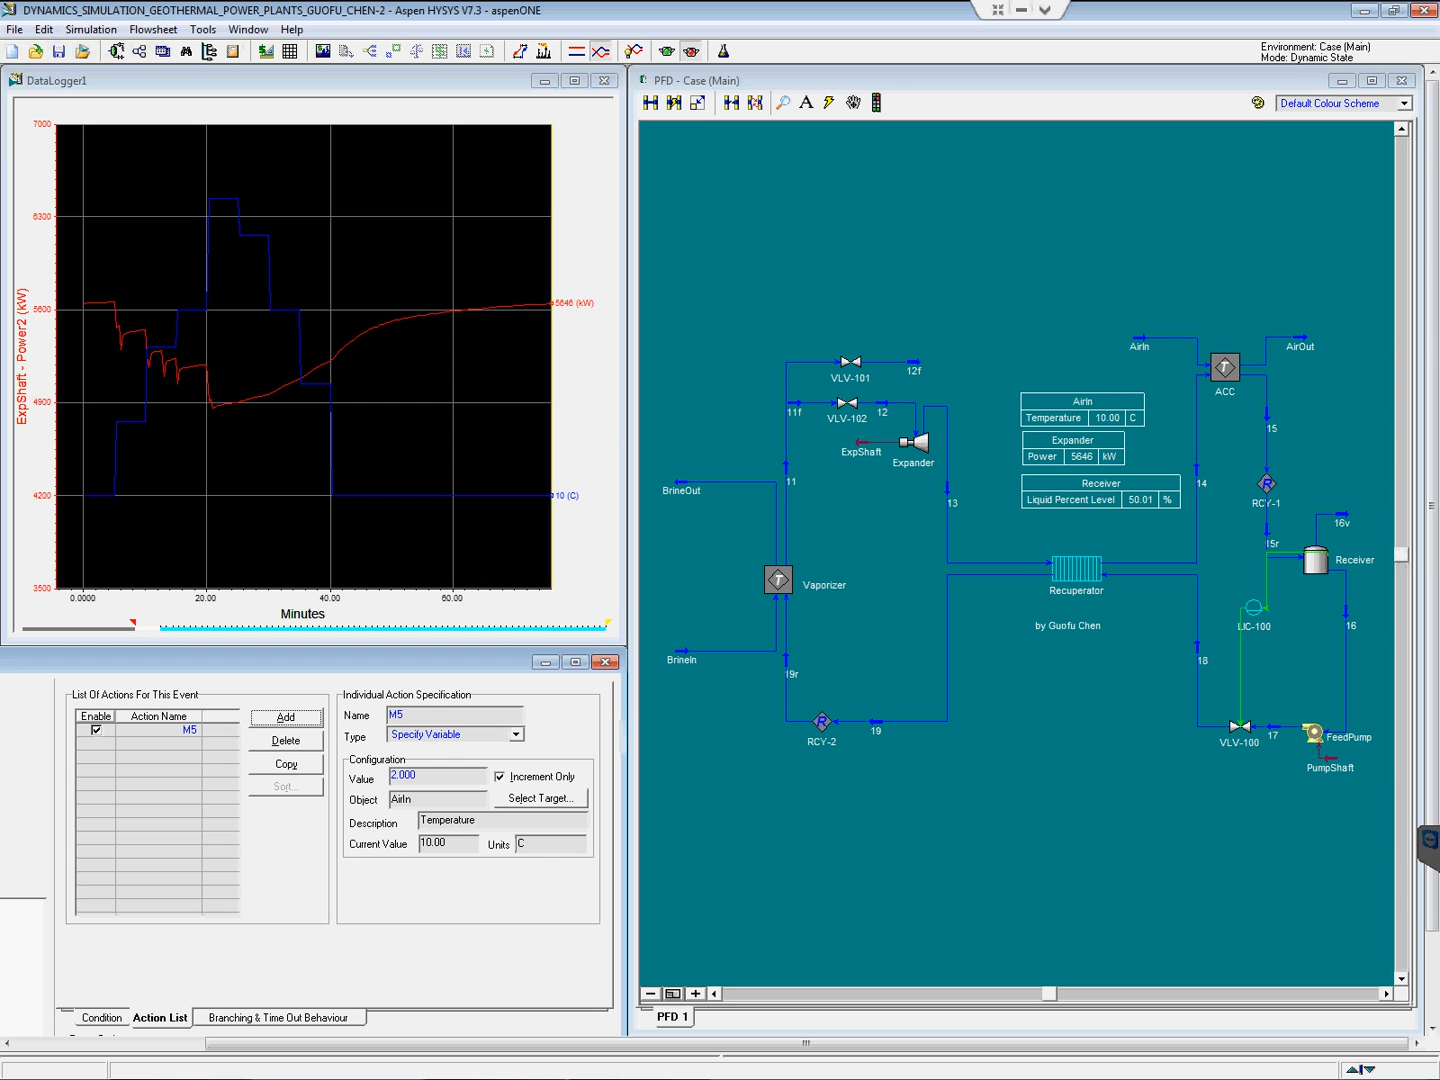 DYNAMICS_SIMULATION_GEOTHERMAL_POWER_PLANTS_GUOFU_CHEN-2 - Aspen HYSYS V7.3 - aspenONE
File Edit Simulation Flowsheet Tools Window Help
Environment: Case (Main)
Mode: Dynamic State
DataLogger1
7000
6300
5600
4900
4200
3500
ExpShaft - Power2 (kW)
5646 (kW)
10 (C)
0.0000 20.00 40.00 60.00
Minutes
List Of Actions For This Event
Enable Action Name
M5
Add
Delete
Copy
Sort...
Individual Action Specification
Name M5
Type Specify Variable
Configuration
Value 2.000 Increment Only
Object AirIn Select Target...
Description Temperature
Current Value 10.00 Units C
Condition Action List Branching & Time Out Behaviour
PFD - Case (Main)
A
Default Colour Scheme
AirIn
AirOut
T
ACC
VLV-101
12f
11f
VLV-102
12
ExpShaft
Expander
AirIn
Temperature 10.00 C
Expander
Power 5646 kW
Receiver
Liquid Percent Level 50.01 %
15
11
13
14
BrineOut
R
RCY-1
16v
15r
Receiver
T
Vaporizer
Recuperator
by Guofu Chen
LIC-100
16
BrineIn
19r
18
R
RCY-2
19
VLV-100
17
FeedPump
PumpShaft
PFD 1